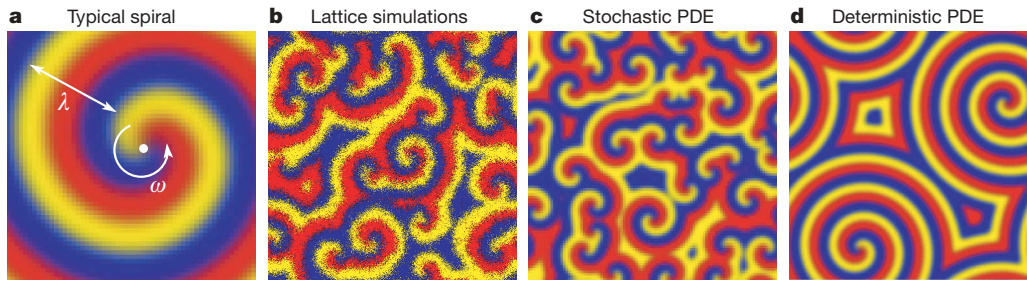 a Typical spiral
b Lattice simulations
c Stochastic PDE
d Deterministic PDE
λ
ω